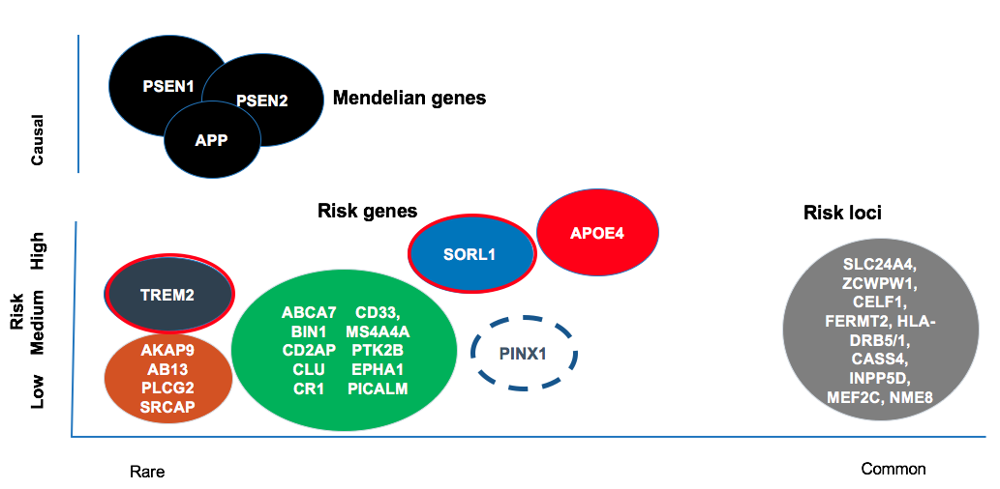 PSEN1
PSEN2
Mendelian genes
APP
Causal
Risk genes
Risk loci
APOE4
SORL1
High
Medium
Low
Risk
TREM2
AKAP9
AB13
PLCG2
SRCAP
ABCA7 CD33,
BIN1 MS4A4A
CD2AP PTK2B
CLU EPHA1
CR1 PICALM
PINX1
SLC24A4,
ZCWPW1,
CELF1,
FERMT2, HLA-
DRB5/1,
CASS4,
INPP5D,
MEF2C, NME8
Rare
Common